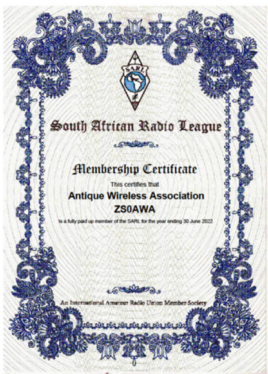 South African Radio League
Membership Certificate
This certifies that
Antique Wireless Association
ZS0AWA
Is a fully paid up member of the SARL for the year ending 30 June 2022
An International Amateur Radio Union Member Society